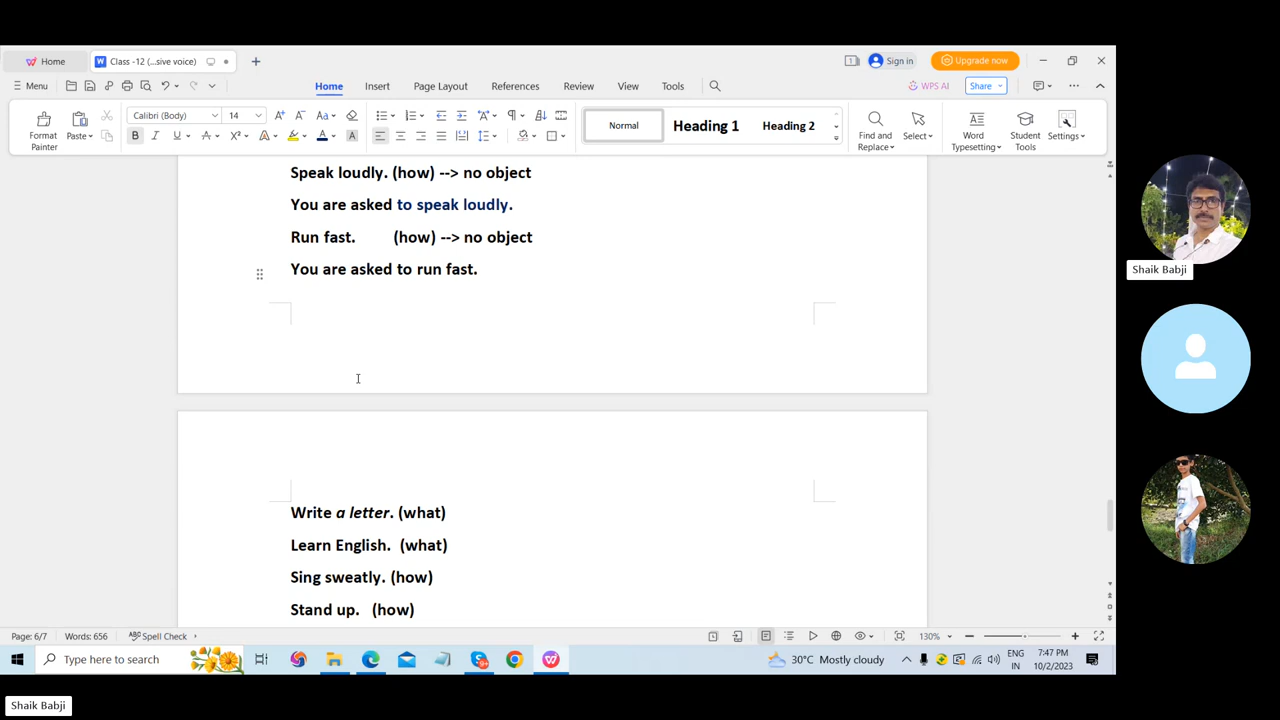 Home
Class -12 (...sive voice)
Sign in
Upgrade now
Menu
Home
Insert
Page Layout
References
Review
View
Tools
WPS AI
Share
Format Painter
Paste
Calibri (Body)
14
B I U A X² A A A
Normal
Heading 1
Heading 2
Find and Replace
Select
Word Typesetting
Student Tools
Settings
Speak loudly. (how) --> no object
You are asked to speak loudly.
Run fast. (how) --> no object
You are asked to run fast.
Write a letter. (what)
Learn English. (what)
Sing sweatly. (how)
Stand up. (how)
Shaik Babji
Page: 6/7 Words: 656 Spell Check
130%
Type here to search
30°C Mostly cloudy
ENG
IN
7:47 PM
10/2/2023
Shaik Babji